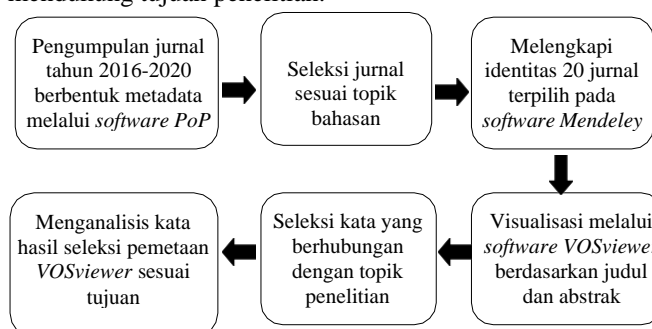 mendukung tujuan penelitian.
Pengumpulan jurnal
tahun 2016-2020
berbentuk metadata
melalui software PoP
Seleksi jurnal
sesuai topik
bahasan
Melengkapi
identitas 20 jurnal
terpilih pada
software Mendeley
Visualisasi melalui
software VOSviewer
berdasarkan judul
dan abstrak
Seleksi kata yang
berhubungan
dengan topik
penelitian
Menganalisis kata
hasil seleksi pemetaan
VOSviewer sesuai
tujuan